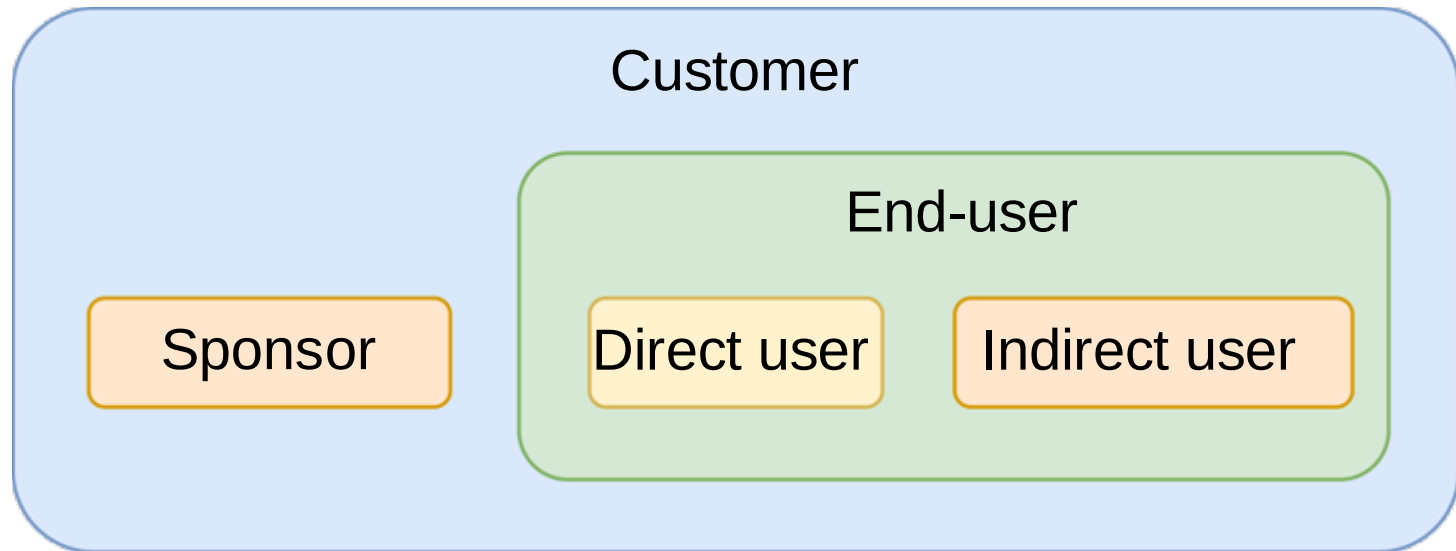 Customer
End-user
Sponsor
Direct user
Indirect user